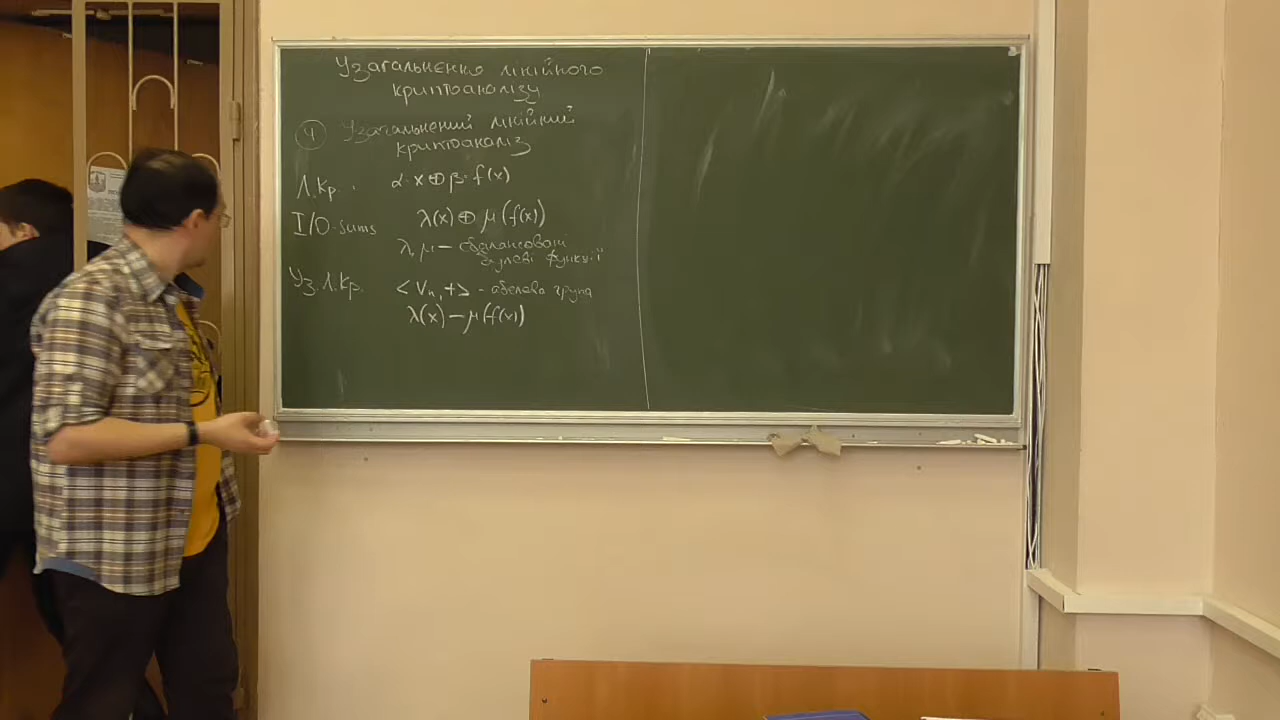 Узагальнення лінійного
криптоаналізу
④ Узагальнений лінійний
криптоаналіз
Л.Кр. α·x⊕β·f(x)
I/O-sums λ(x)⊕μ(f(x))
λ, μ – збалансовані
булеві функції
Уз.Л.Кр. <Vn,+> - абелева група
λ(x)–μ(f(x))